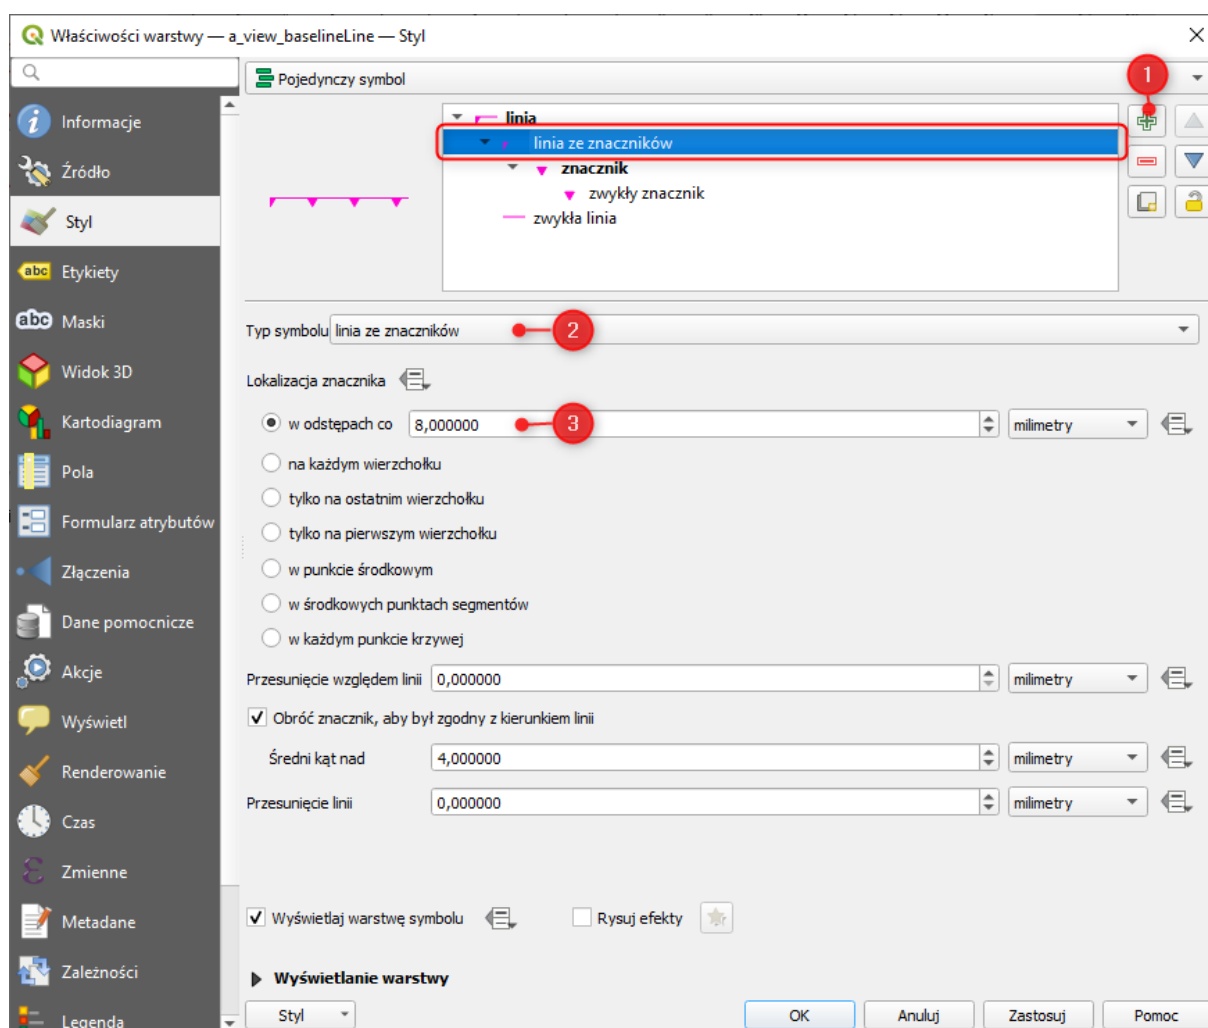 Właściwości warstwy — a_view_baselineLine — Styl
Pojedynczy symbol
1
Informacje
Źródło
Styl
abc Etykiety
abc Maski
Widok 3D
Kartodiagram
Pola
Formularz atrybutów
Złączenia
Dane pomocnicze
Akcje
Wyświetl
Renderowanie
Czas
Zmienne
Metadane
Zależności
Legenda
linia
linia ze znaczników
znacznik
zwykły znacznik
zwykła linia
Typ symbolu linia ze znaczników 2
Lokalizacja znacznika
w odstępach co 8,000000 3 milimetry
na każdym wierzchołku
tylko na ostatnim wierzchołku
tylko na pierwszym wierzchołku
w punkcie środkowym
w środkowych punktach segmentów
w każdym punkcie krzywej
Przesunięcie względem linii 0,000000 milimetry
Obróć znacznik, aby był zgodny z kierunkiem linii
Średni kąt nad 4,000000 milimetry
Przesunięcie linii 0,000000 milimetry
Wyświetlaj warstwę symbolu Rysuj efekty
Wyświetlanie warstwy
Styl OK Anuluj Zastosuj Pomoc